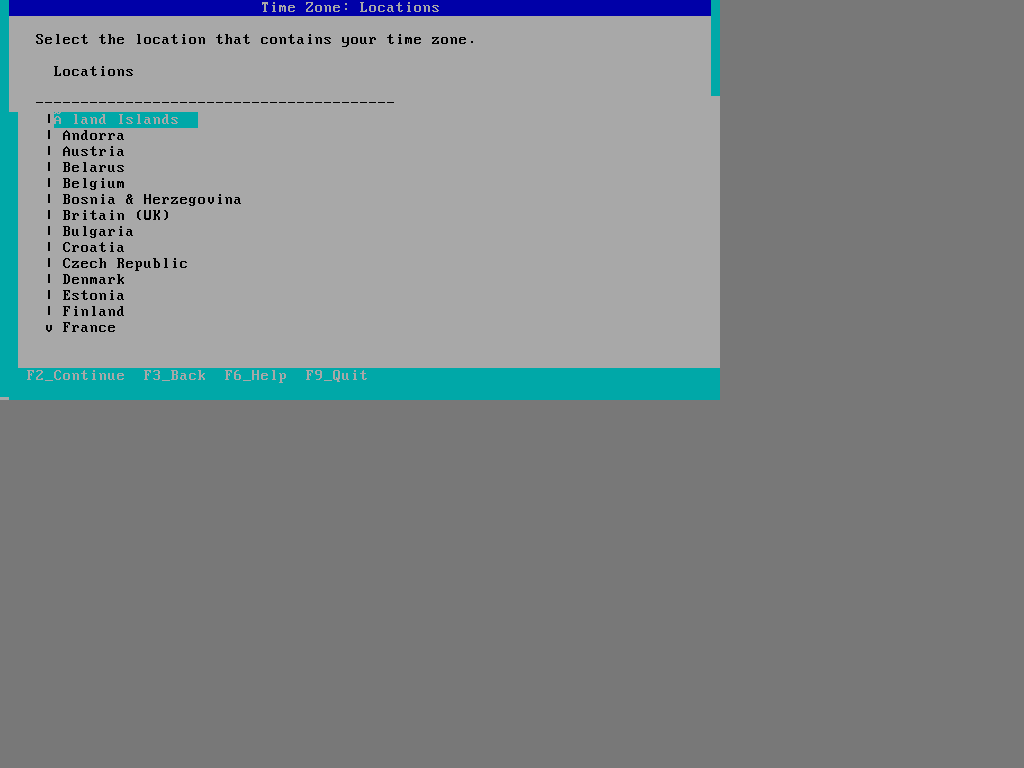 Time Zone: Locations
Select the location that contains your time zone.
Locations
----------------------------------------
| Ã land Islands
| Andorra
| Austria
| Belarus
| Belgium
| Bosnia & Herzegovina
| Britain (UK)
| Bulgaria
| Croatia
| Czech Republic
| Denmark
| Estonia
| Finland
v France
F2_Continue F3_Back F6_Help F9_Quit